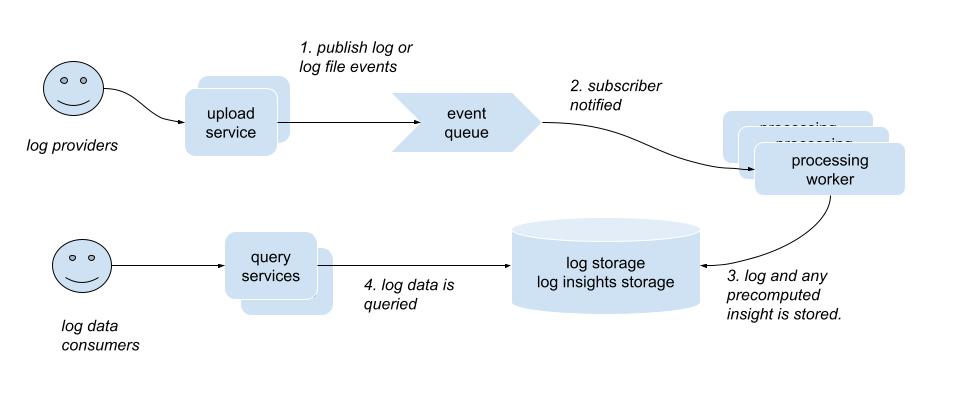 1. publish log or
log file events
2. subscriber
notified
upload
service
event
queue
log providers
processing
processing
processing
worker
query
services
log storage
log insights storage
4. log data is
queried
3. log and any
precomputed
insight is stored.
log data
consumers